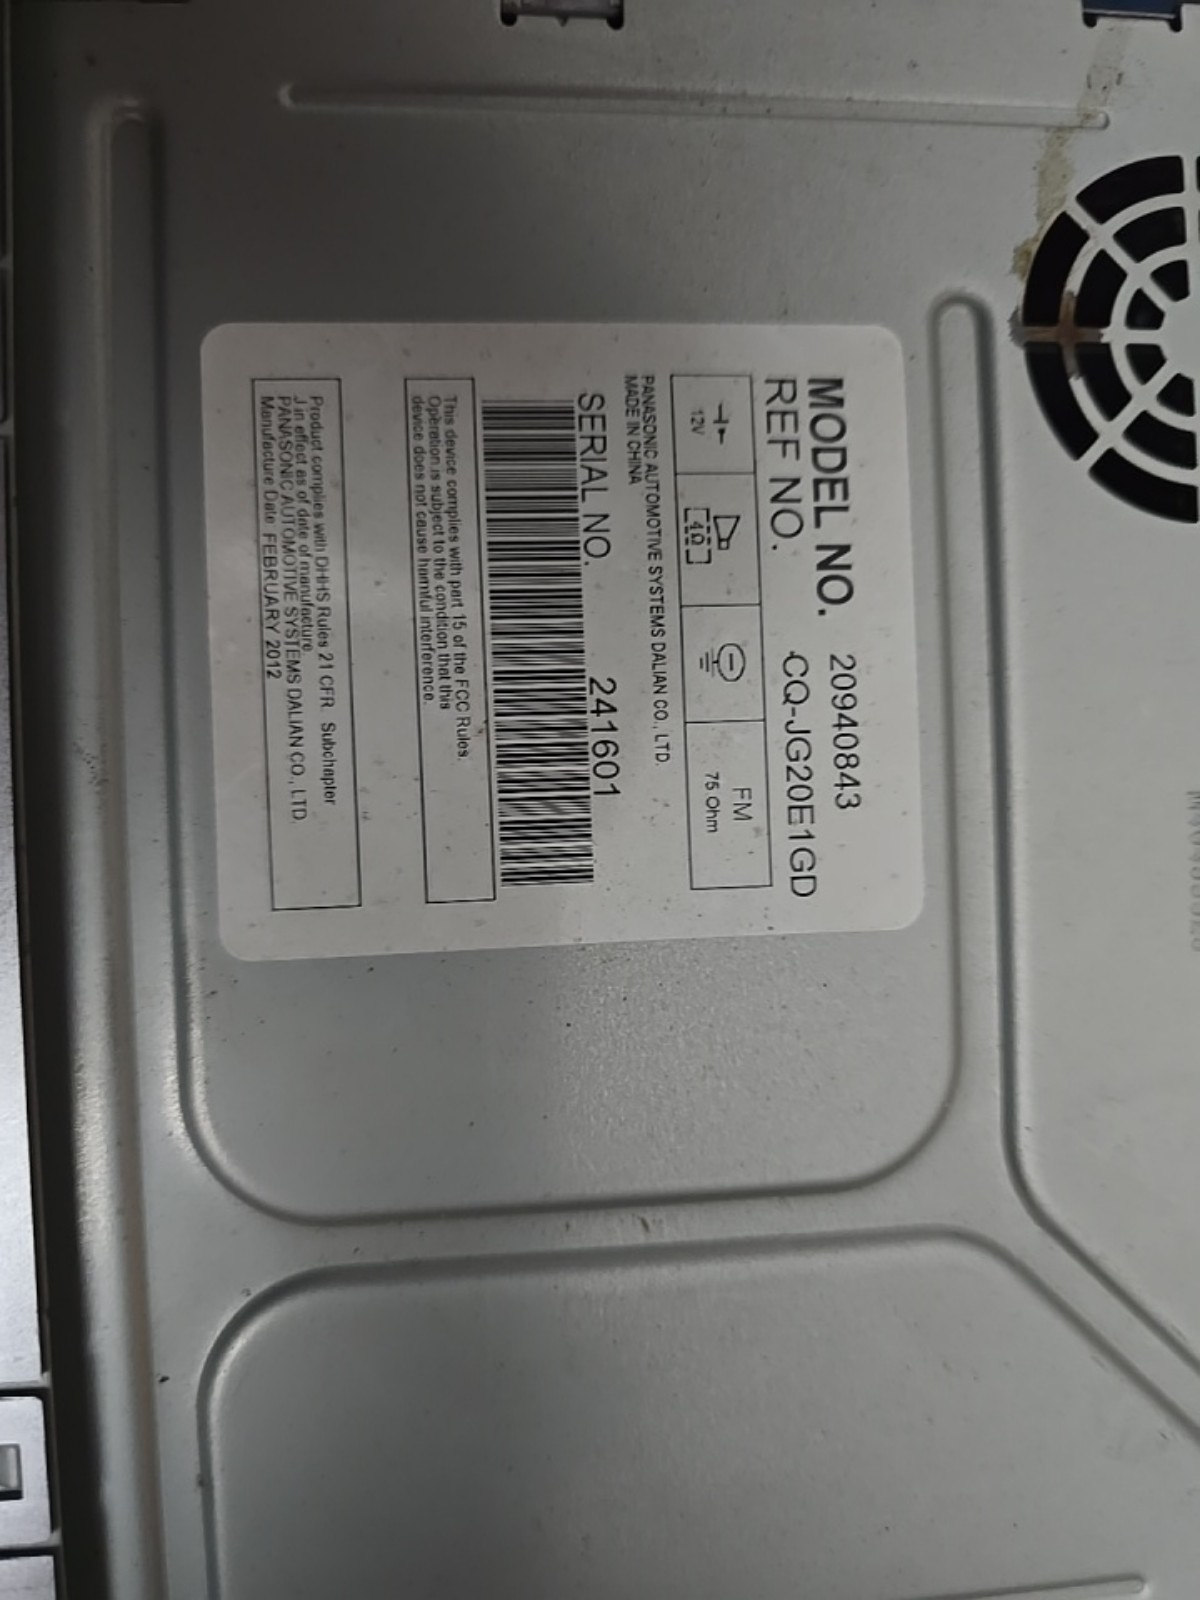 MODEL NO. 20940843
REF NO. CQ-JG20E1GD
12V
4Ω
FM
75 Ohm
PANASONIC AUTOMOTIVE SYSTEMS DALIAN CO., LTD.
MADE IN CHINA
SERIAL NO. 241601
This device complies with part 15 of the FCC Rules.
Operation is subject to the condition that this
device does not cause harmful interference.
Product complies with DHHS Rules 21 CFR Subchapter
J in effect as of date of manufacture.
PANASONIC AUTOMOTIVE SYSTEMS DALIAN CO., LTD.
Manufacture Date FEBRUARY 2012